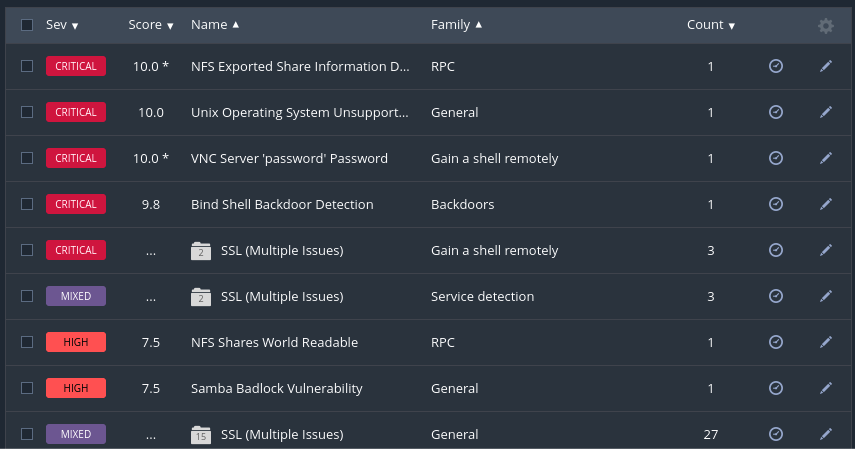 Sev ▼ Score ▼ Name ▲ Family ▲ Count ▼
CRITICAL 10.0 * NFS Exported Share Information D... RPC 1
CRITICAL 10.0 Unix Operating System Unsupport... General 1
CRITICAL 10.0 * VNC Server 'password' Password Gain a shell remotely 1
CRITICAL 9.8 Bind Shell Backdoor Detection Backdoors 1
CRITICAL ... 2 SSL (Multiple Issues) Gain a shell remotely 3
MIXED ... 2 SSL (Multiple Issues) Service detection 3
HIGH 7.5 NFS Shares World Readable RPC 1
HIGH 7.5 Samba Badlock Vulnerability General 1
MIXED ... 15 SSL (Multiple Issues) General 27